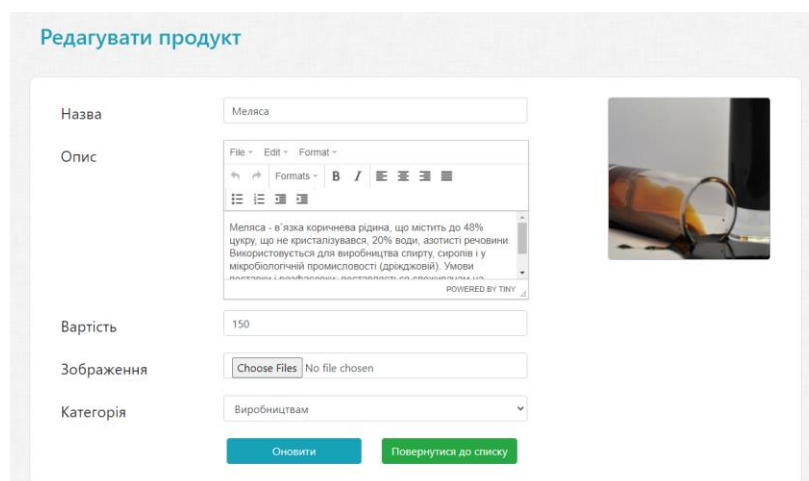 Редагувати продукт
Назва
Меляса
Опис
File Edit Format
Formats B I
Меляса - в`язка коричнева рідина, що містить до 48%
цукру, що не кристалізувався, 20% води, азотисті речовини.
Використовується для виробництва спирту, сиропів і у
мікробіологічній промисловості (дріжджовій). Умови
POWERED BY TINY
Вартість
150
Зображення
Choose Files No file chosen
Категорія
Виробництвам
Оновити Повернутися до списку